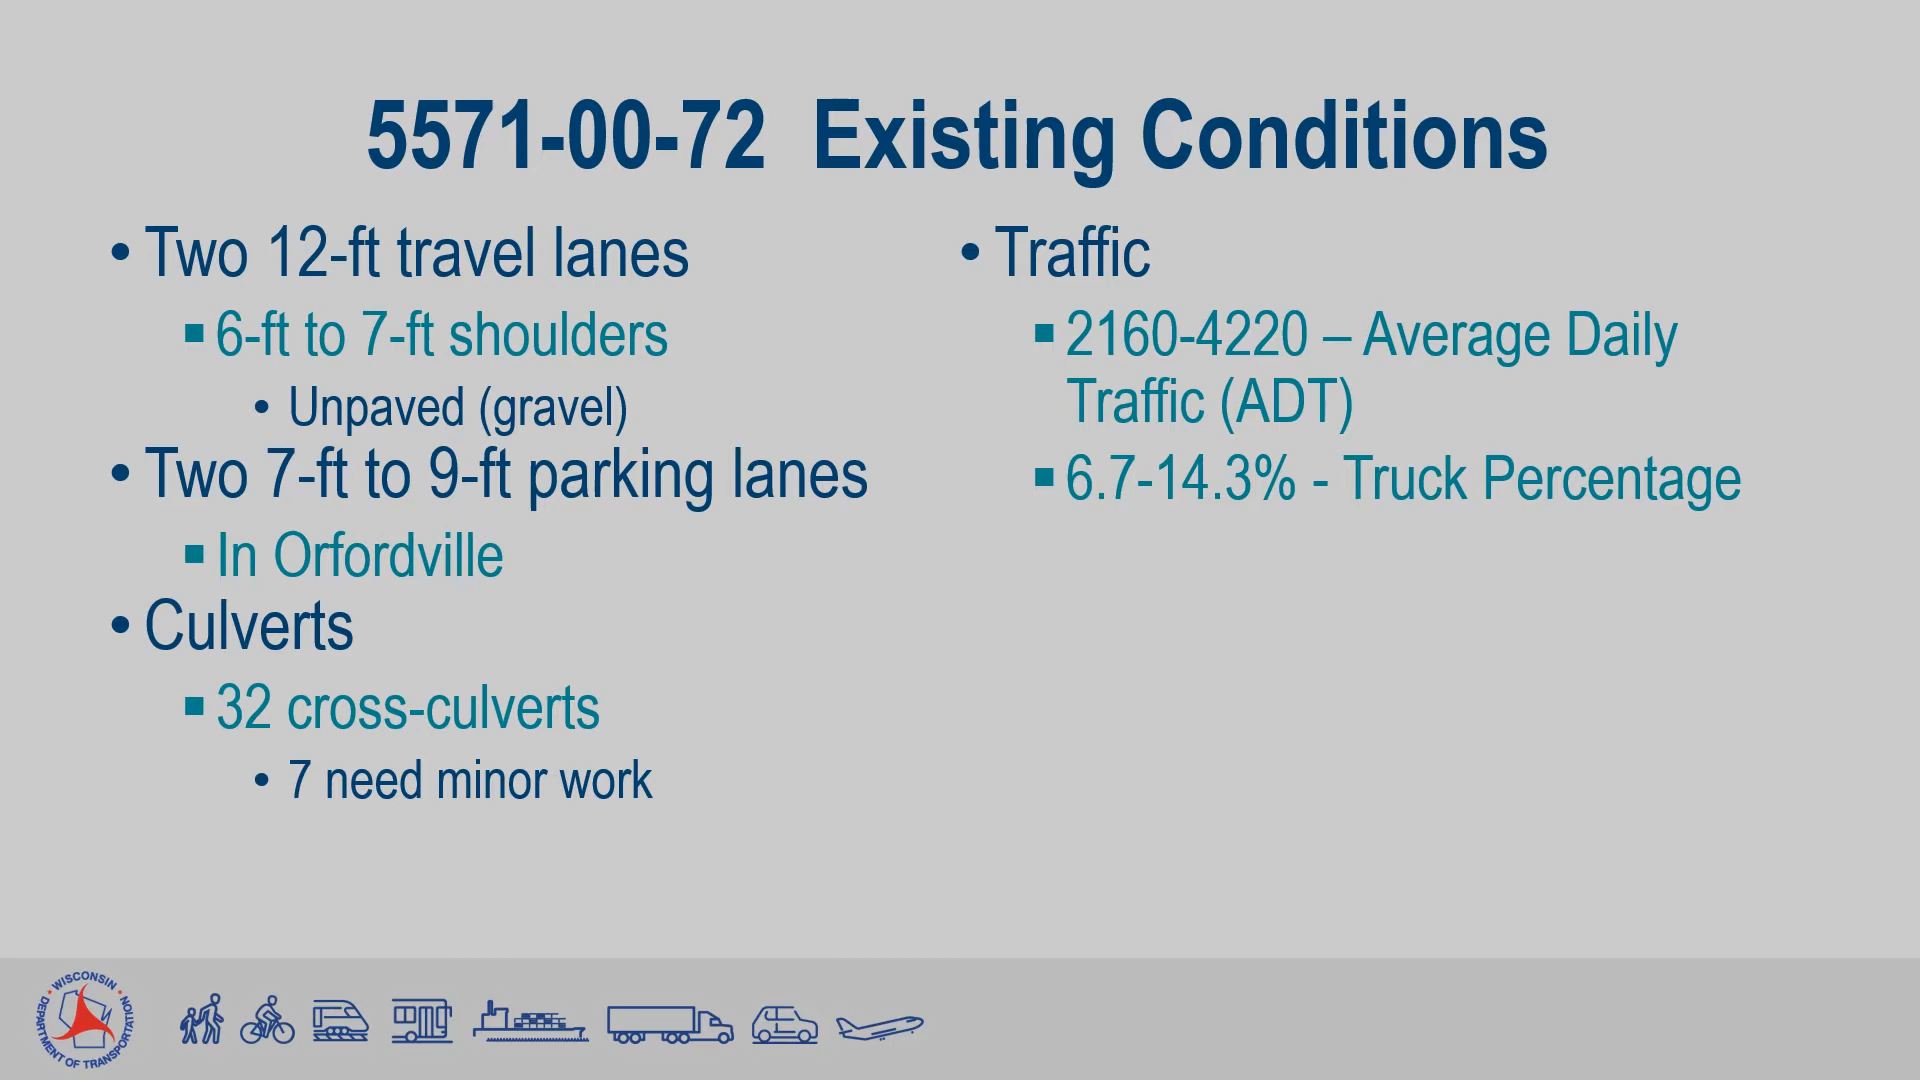 5571-00-72  Existing Conditions
• Two 12-ft travel lanes
▪ 6-ft to 7-ft shoulders
• Unpaved (gravel)
• Two 7-ft to 9-ft parking lanes
▪ In Orfordville
• Culverts
▪ 32 cross-culverts
• 7 need minor work
• Traffic
▪ 2160-4220 – Average Daily
Traffic (ADT)
▪ 6.7-14.3% - Truck Percentage
WISCONSIN
DEPARTMENT OF TRANSPORTATION